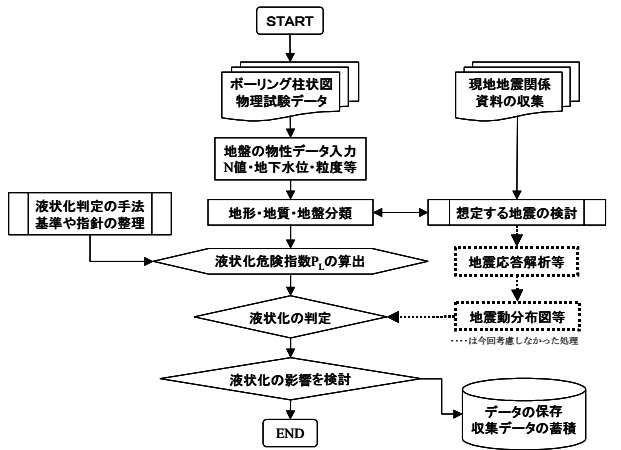 START
ボーリング柱状図
物理試験データ
現地地震関係
資料の収集
地盤の物性データ入力
N値・地下水位・粒度等
液状化判定の手法
基準や指針の整理
地形・地質・地盤分類
想定する地震の検討
液状化危険指数PLの算出
地震応答解析等
液状化の判定
地震動分布図等
‥‥は今回考慮しなかった処理
液状化の影響を検討
データの保存
収集データの蓄積
END